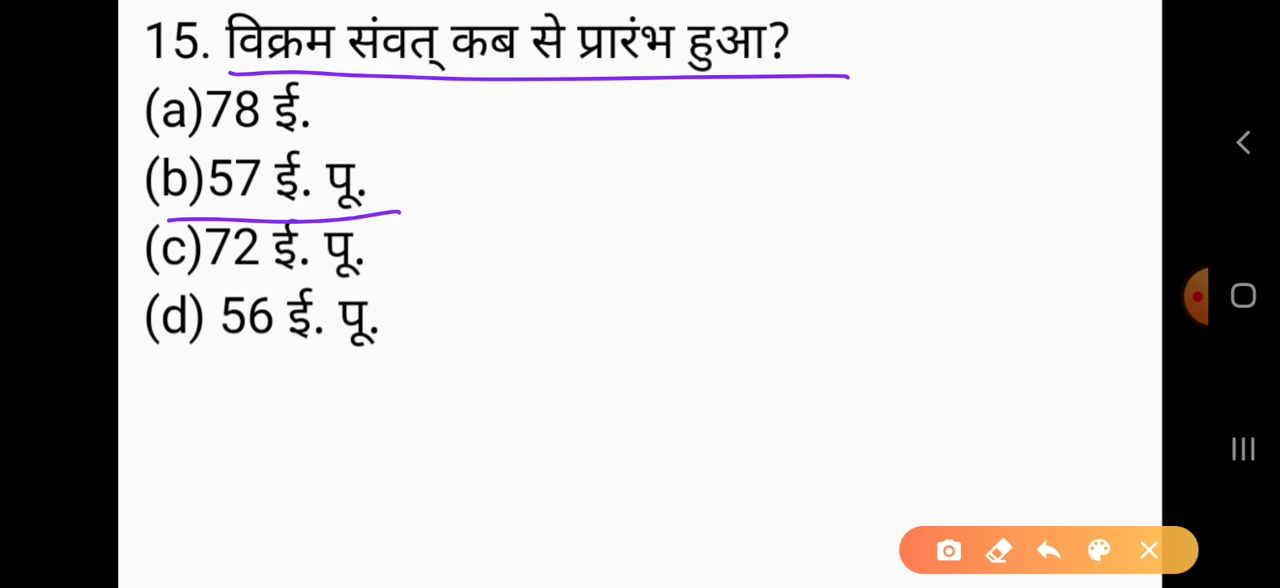 15. विक्रम संवत् कब से प्रारंभ हुआ?
(a)78 ई.
(b)57 ई. पू.
(c)72 ई. पू.
(d) 56 ई. पू.